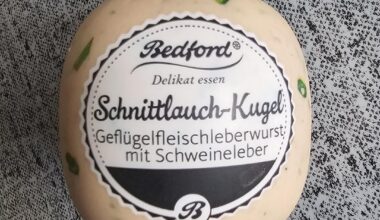 Bedford®
Delikat essen
Schnittlauch-Kugel
Geflügelfleischleberwurst
mit Schweineleber
B